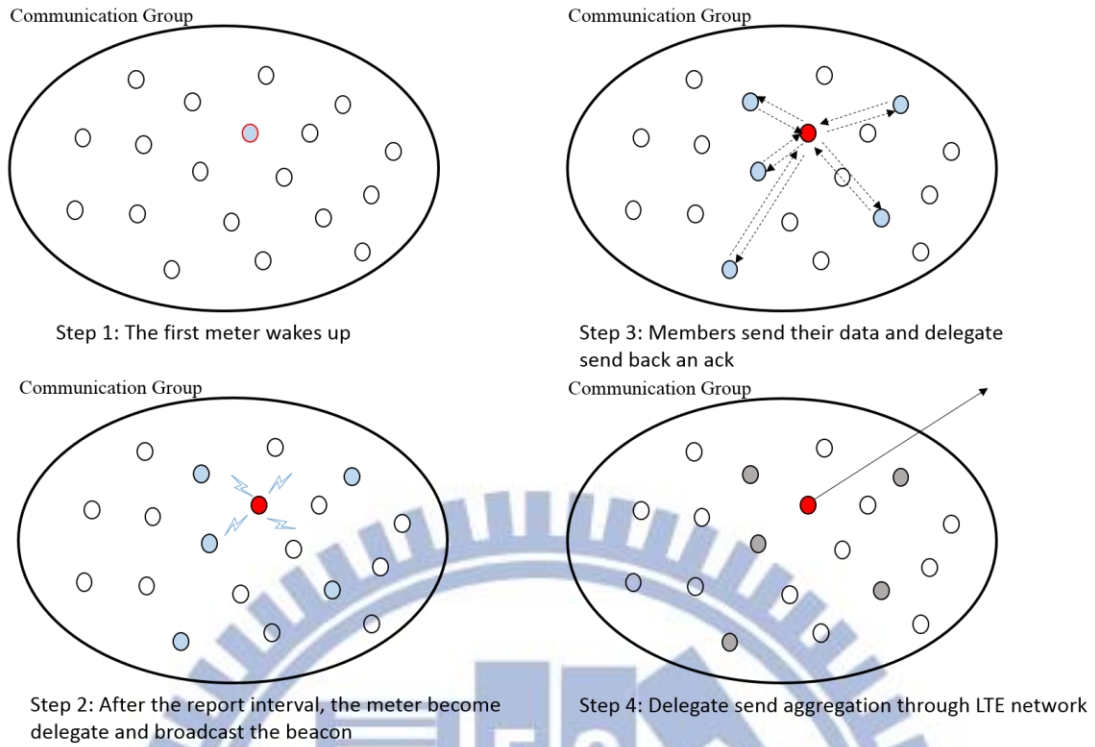 Communication Group
Step 1: The first meter wakes up
Communication Group
Step 2: After the report interval, the meter become
delegate and broadcast the beacon
Communication Group
Step 3: Members send their data and delegate
send back an ack
Communication Group
Step 4: Delegate send aggregation through LTE network